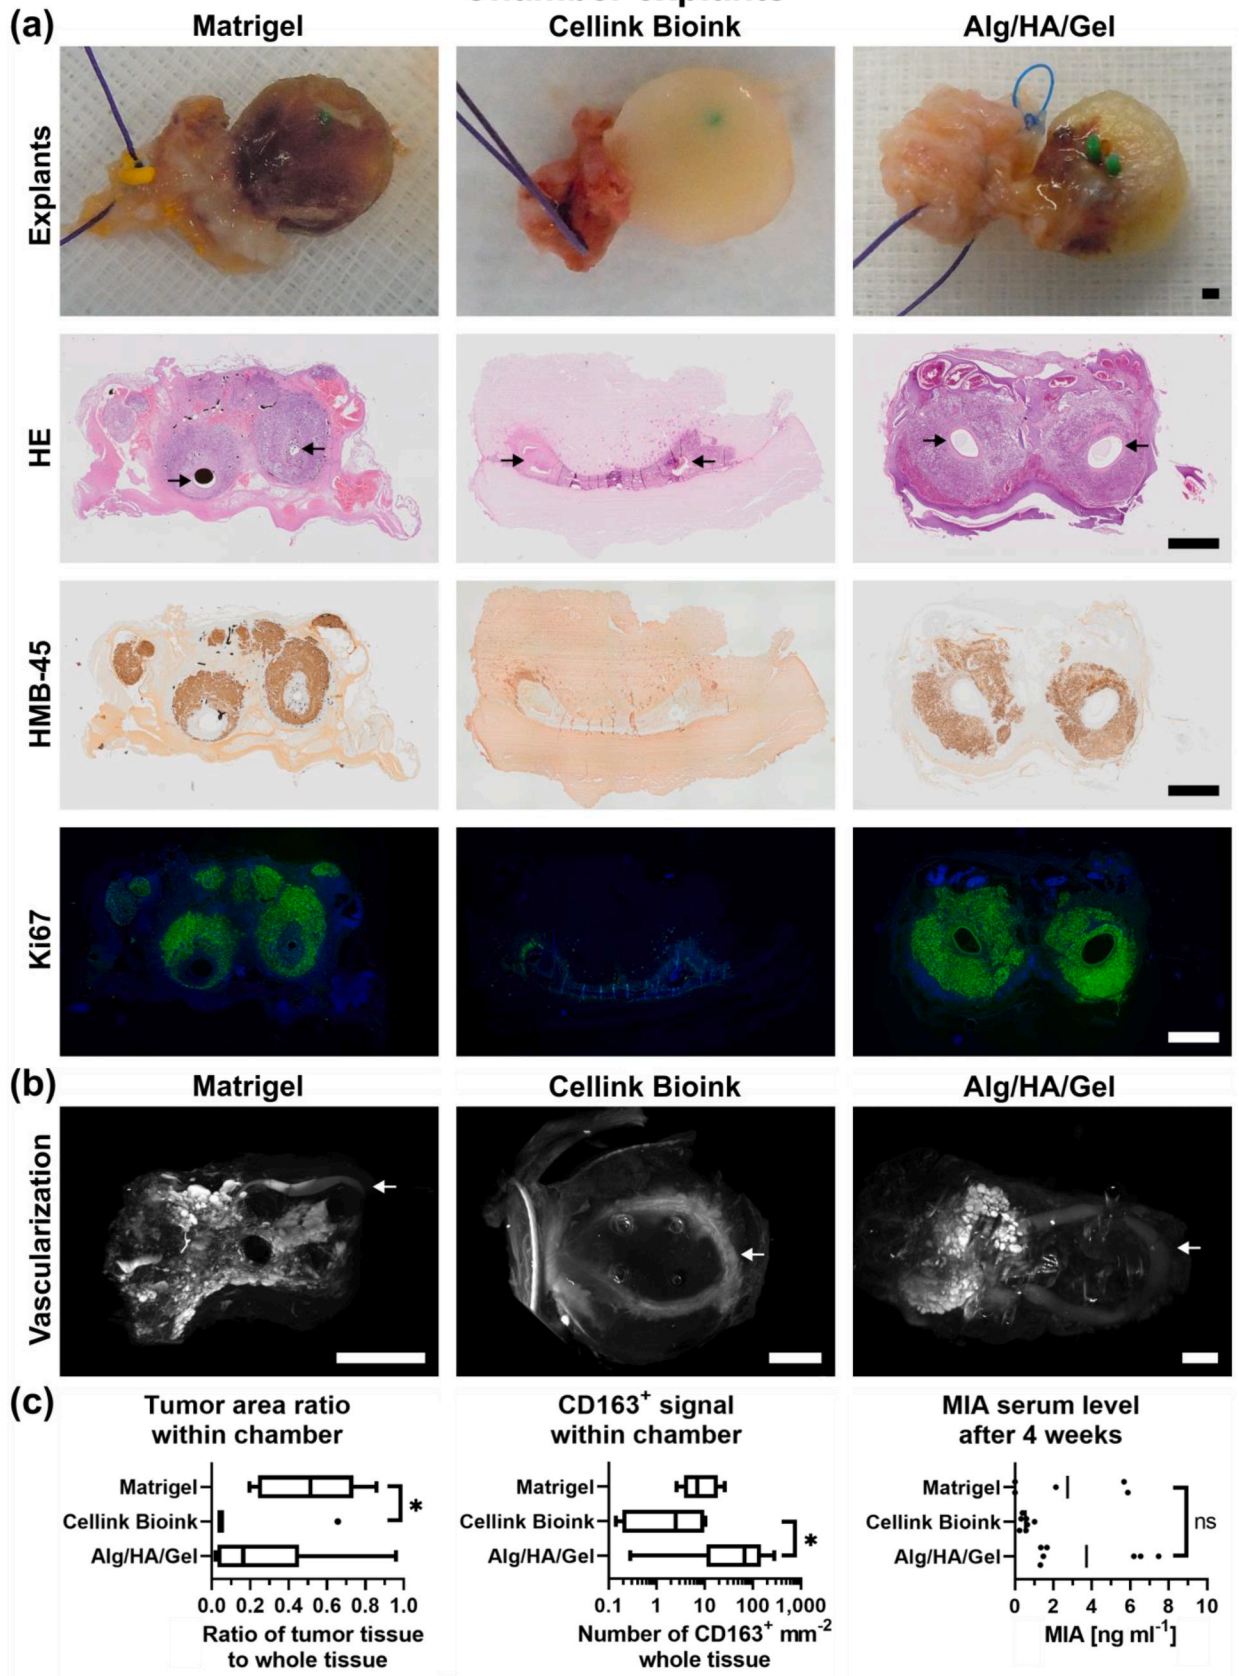 (a)
Matrigel Cellink Bioink Alg/HA/Gel
Explants
HE
HMB-45
Ki67
(b)
Matrigel Cellink Bioink Alg/HA/Gel
Vascularization
(c)
Tumor area ratio
within chamber
Matrigel
Cellink Bioink
Alg/HA/Gel
*
0.0 0.2 0.4 0.6 0.8 1.0
Ratio of tumor tissue
to whole tissue
CD163⁺ signal
within chamber
Matrigel
Cellink Bioink
Alg/HA/Gel
*
0.1 1 10 100 1,000
Number of CD163⁺ mm⁻²
whole tissue
MIA serum level
after 4 weeks
Matrigel
Cellink Bioink
Alg/HA/Gel
ns
0 2 4 6 8 10
MIA [ng ml⁻¹]